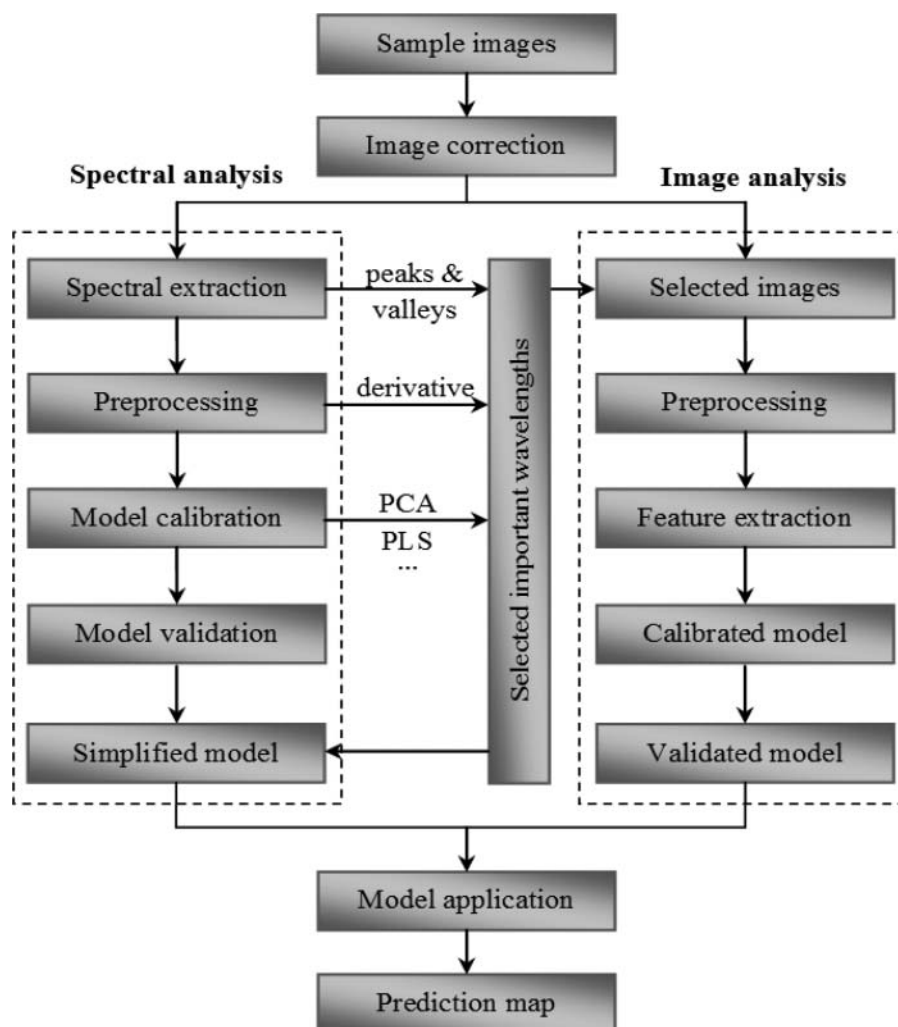 Sample images
Image correction
Spectral analysis
Image analysis
Spectral extraction
Preprocessing
Model calibration
Model validation
Simplified model
peaks &
valleys
derivative
PCA
PLS
...
Selected important wavelengths
Selected images
Preprocessing
Feature extraction
Calibrated model
Validated model
Model application
Prediction map